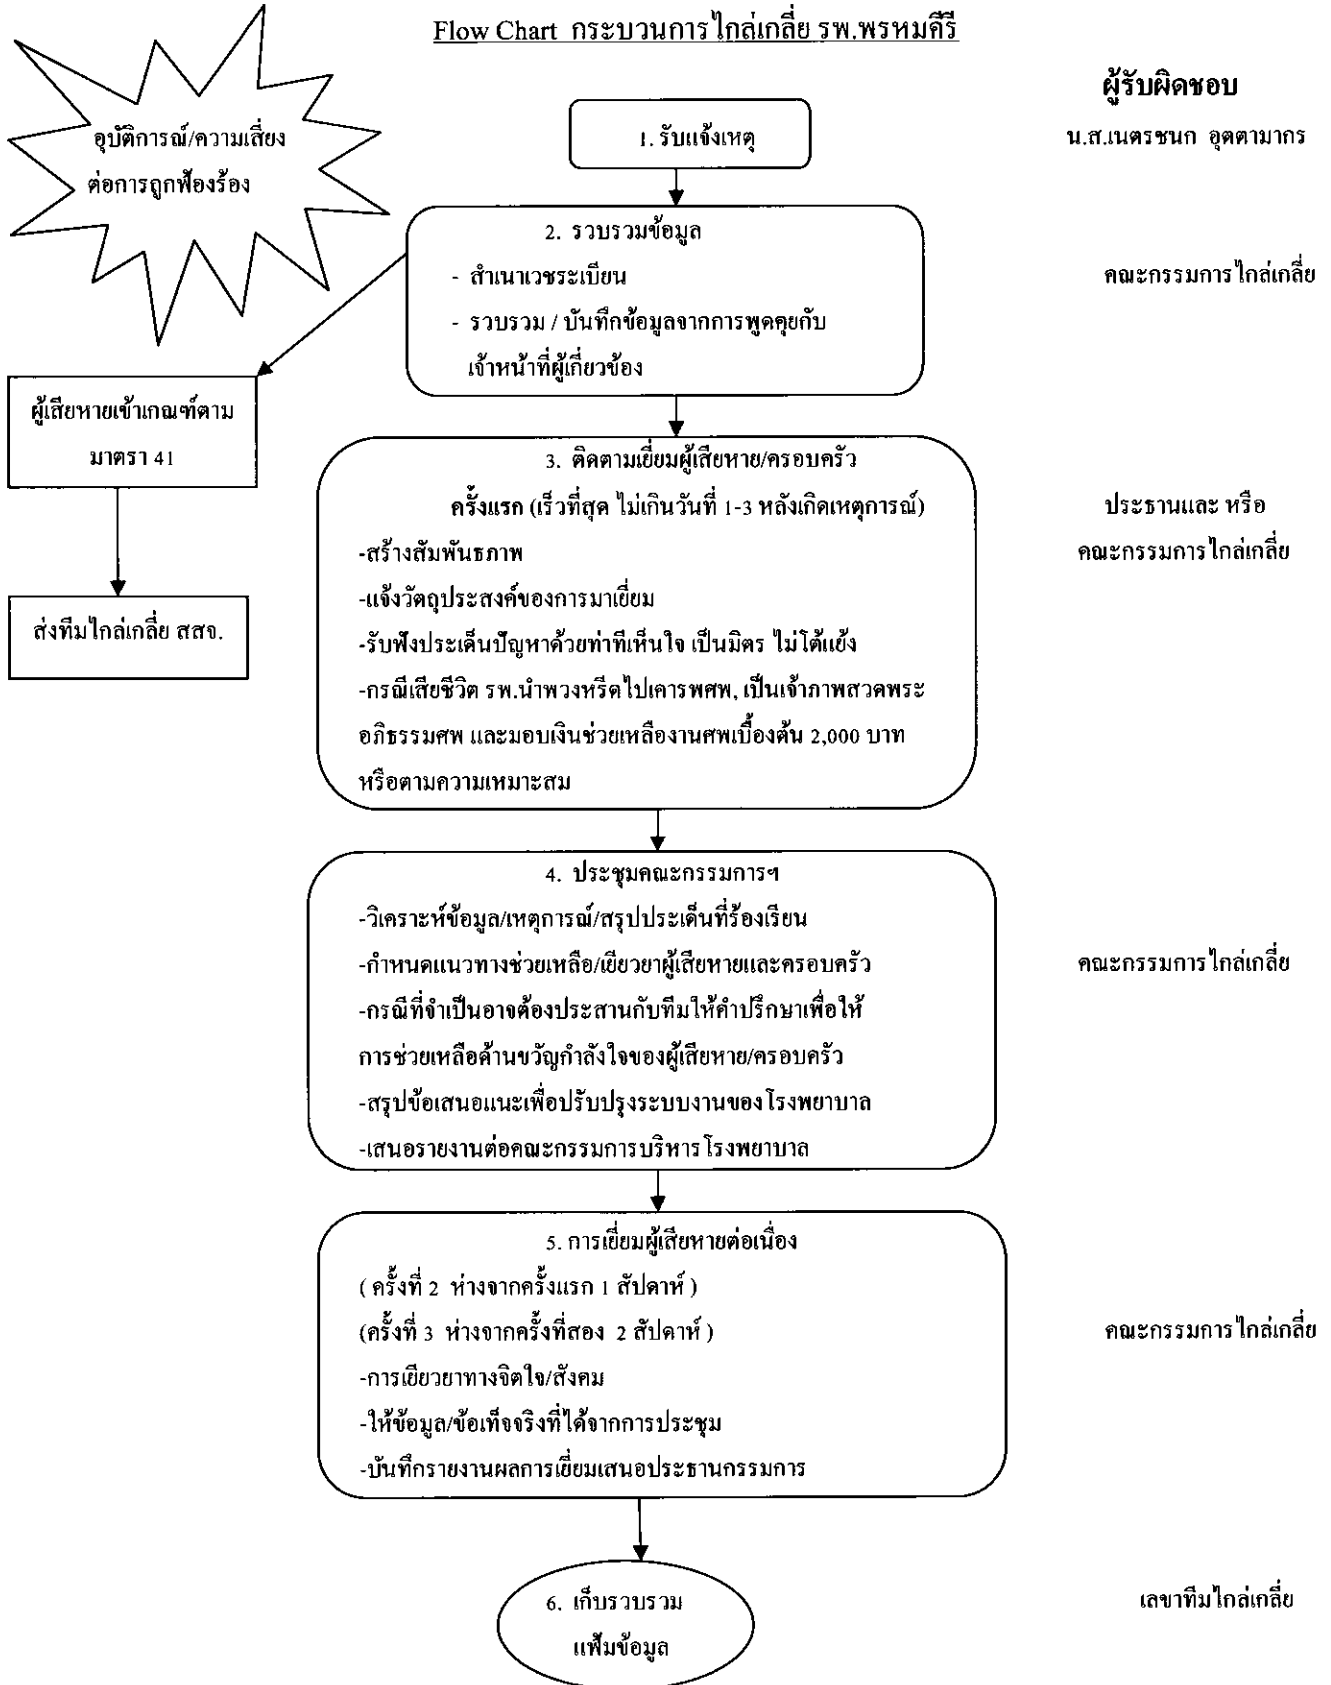 Flow Chart กระบวนการไกล่เกลี่ย รพ.พรหมคีรี
ผู้รับผิดชอบ
อุบัติการณ์/ความเสี่ยง
ต่อการถูกฟ้องร้อง
1. รับแจ้งเหตุ
น.ส.เนตรชนก อุตตามากร
2. รวบรวมข้อมูล
- สำเนาเวชระเบียน
- รวบรวม / บันทึกข้อมูลจากการพูดคุยกับ
เจ้าหน้าที่ผู้เกี่ยวข้อง
คณะกรรมการไกล่เกลี่ย
ผู้เสียหายเข้าเกณฑ์ตาม
มาตรา 41
ส่งทีมไกล่เกลี่ย สสจ.
3. ติดตามเยี่ยมผู้เสียหาย/ครอบครัว
ครั้งแรก (เร็วที่สุด ไม่เกินวันที่ 1-3 หลังเกิดเหตุการณ์)
-สร้างสัมพันธภาพ
-แจ้งวัตถุประสงค์ของการมาเยี่ยม
-รับฟังประเด็นปัญหาด้วยท่าทีเห็นใจ เป็นมิตร ไม่โต้แย้ง
-กรณีเสียชีวิต รพ.นำพวงหรีดไปเคารพศพ, เป็นเจ้าภาพสวดพระ
อภิธรรมศพ และมอบเงินช่วยเหลืองานศพเบื้องต้น 2,000 บาท
หรือตามความเหมาะสม
ประธานและ หรือ
คณะกรรมการไกล่เกลี่ย
4. ประชุมคณะกรรมการฯ
-วิเคราะห์ข้อมูล/เหตุการณ์/สรุปประเด็นที่ร้องเรียน
-กำหนดแนวทางช่วยเหลือ/เยียวยาผู้เสียหายและครอบครัว
-กรณีที่จำเป็นอาจต้องประสานกับทีมให้คำปรึกษาเพื่อให้
การช่วยเหลือด้านขวัญกำลังใจของผู้เสียหาย/ครอบครัว
-สรุปข้อเสนอแนะเพื่อปรับปรุงระบบงานของโรงพยาบาล
-เสนอรายงานต่อคณะกรรมการบริหารโรงพยาบาล
คณะกรรมการไกล่เกลี่ย
5. การเยี่ยมผู้เสียหายต่อเนื่อง
( ครั้งที่ 2 ห่างจากครั้งแรก 1 สัปดาห์ )
(ครั้งที่ 3 ห่างจากครั้งที่สอง 2 สัปดาห์ )
-การเยียวยาทางจิตใจ/สังคม
-ให้ข้อมูล/ข้อเท็จจริงที่ได้จากการประชุม
-บันทึกรายงานผลการเยี่ยมเสนอประธานกรรมการ
คณะกรรมการไกล่เกลี่ย
6. เก็บรวบรวม
แฟ้มข้อมูล
เลขาทีมไกล่เกลี่ย